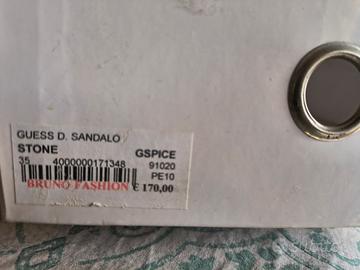 GUESS D. SANDALO
STONE GSPICE
35 4000000171348 91020
PE10
BRUNO FASHION € 170,00